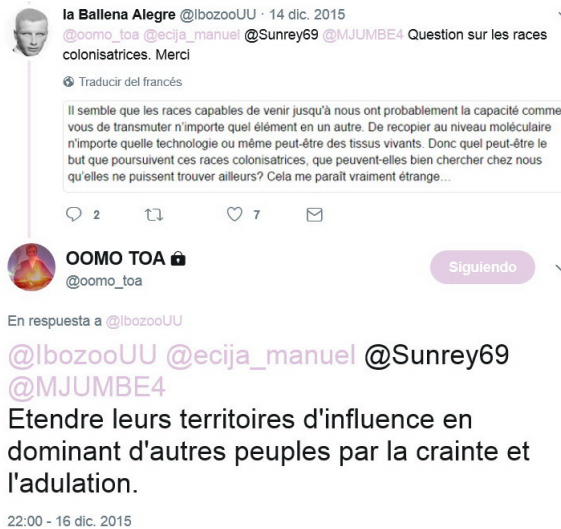 la Ballena Alegre @IbozooUU · 14 dic. 2015
@oomo_toa @ecija_manuel @Sunrey69 @MJUMBE4 Question sur les races
colonisatrices. Merci
Traducir del francés
Il semble que les races capables de venir jusqu'à nous ont probablement la capacité comme
vous de transmuter n'importe quel élément en un autre. De recopier au niveau moléculaire
n'importe quelle technologie ou même peut-être des tissus vivants. Donc quel peut-être le
but que poursuivent ces races colonisatrices, que peuvent-elles bien chercher chez nous
qu'elles ne puissent trouver ailleurs? Cela me paraît vraiment étrange...
2 7
OOMO TOA
@oomo_toa
Siguiendo
En respuesta a @IbozooUU
@IbozooUU @ecija_manuel @Sunrey69
@MJUMBE4
Etendre leurs territoires d'influence en
dominant d'autres peuples par la crainte et
l'adulation.
22:00 - 16 dic. 2015